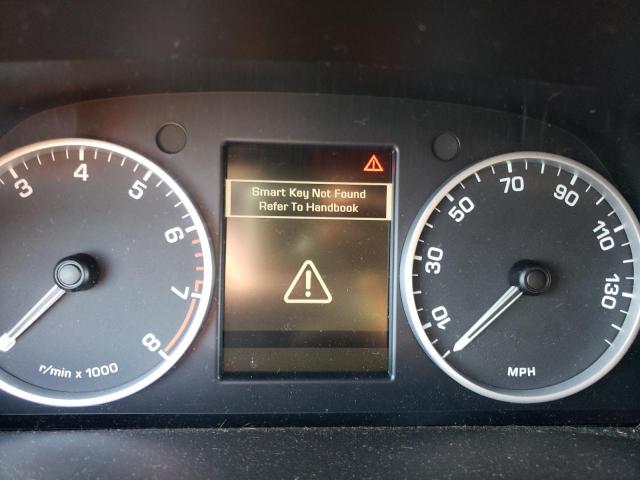 Smart Key Not Found
Refer To Handbook
3 4 5 6 7 8
r/min x 1000
10 30 50 70 90 110 130
MPH